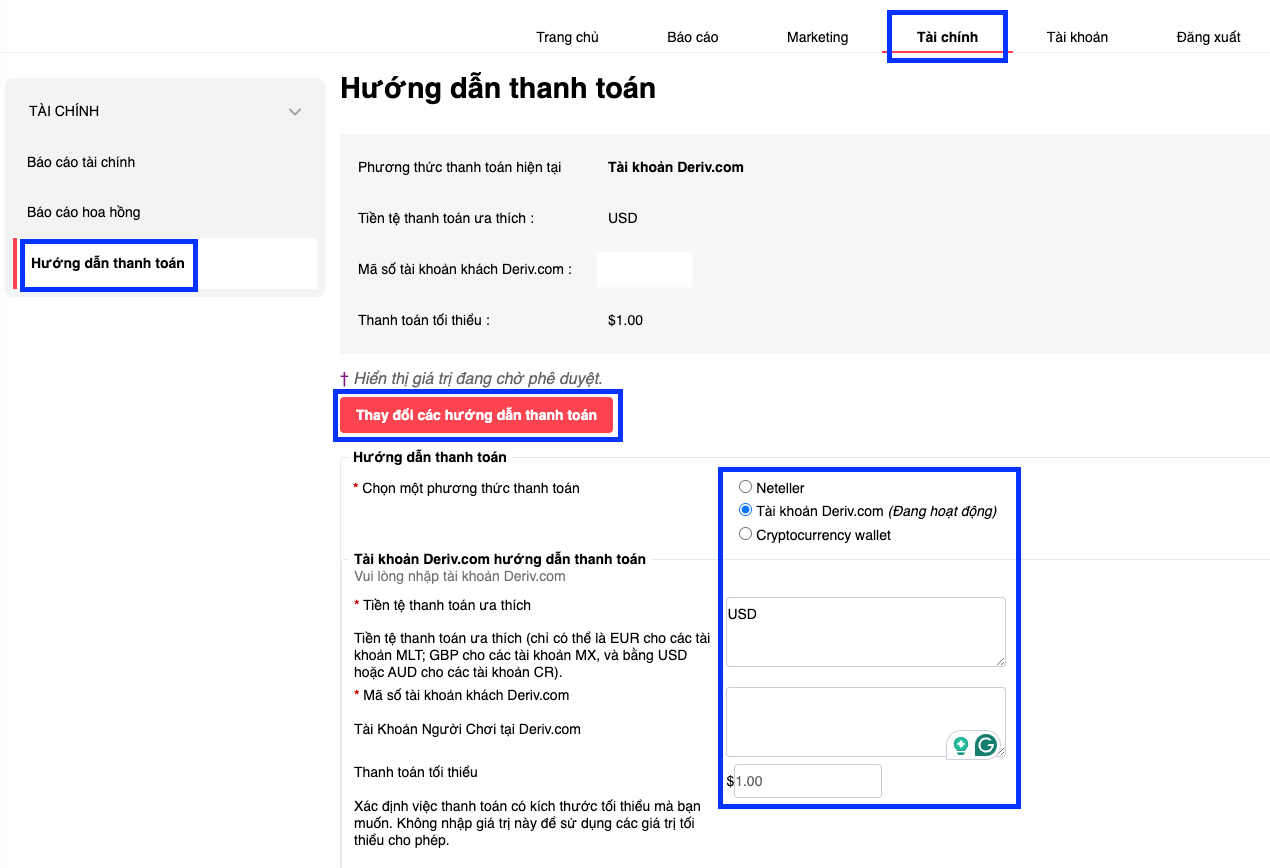 Trang chủ Báo cáo Marketing Tài chính Tài khoản Đăng xuất
Hướng dẫn thanh toán
TÀI CHÍNH
Báo cáo tài chính
Báo cáo hoa hồng
Hướng dẫn thanh toán
Phương thức thanh toán hiện tại Tài khoản Deriv.com
Tiền tệ thanh toán ưa thích : USD
Mã số tài khoản khách Deriv.com :
Thanh toán tối thiểu : $1.00
† Hiển thị giá trị đang chờ phê duyệt.
Thay đổi các hướng dẫn thanh toán
Hướng dẫn thanh toán
* Chọn một phương thức thanh toán
Neteller
Tài khoản Deriv.com (Đang hoạt động)
Cryptocurrency wallet
Tài khoản Deriv.com hướng dẫn thanh toán
Vui lòng nhập tài khoản Deriv.com
* Tiền tệ thanh toán ưa thích
USD
Tiền tệ thanh toán ưa thích (chỉ có thể là EUR cho các tài
khoản MLT; GBP cho các tài khoản MX, và bằng USD
hoặc AUD cho các tài khoản CR).
* Mã số tài khoản khách Deriv.com
Tài Khoản Người Chơi tại Deriv.com
Thanh toán tối thiểu
$1.00
Xác định việc thanh toán có kích thước tối thiểu mà bạn
muốn. Không nhập giá trị này để sử dụng các giá trị tối
thiểu cho phép.